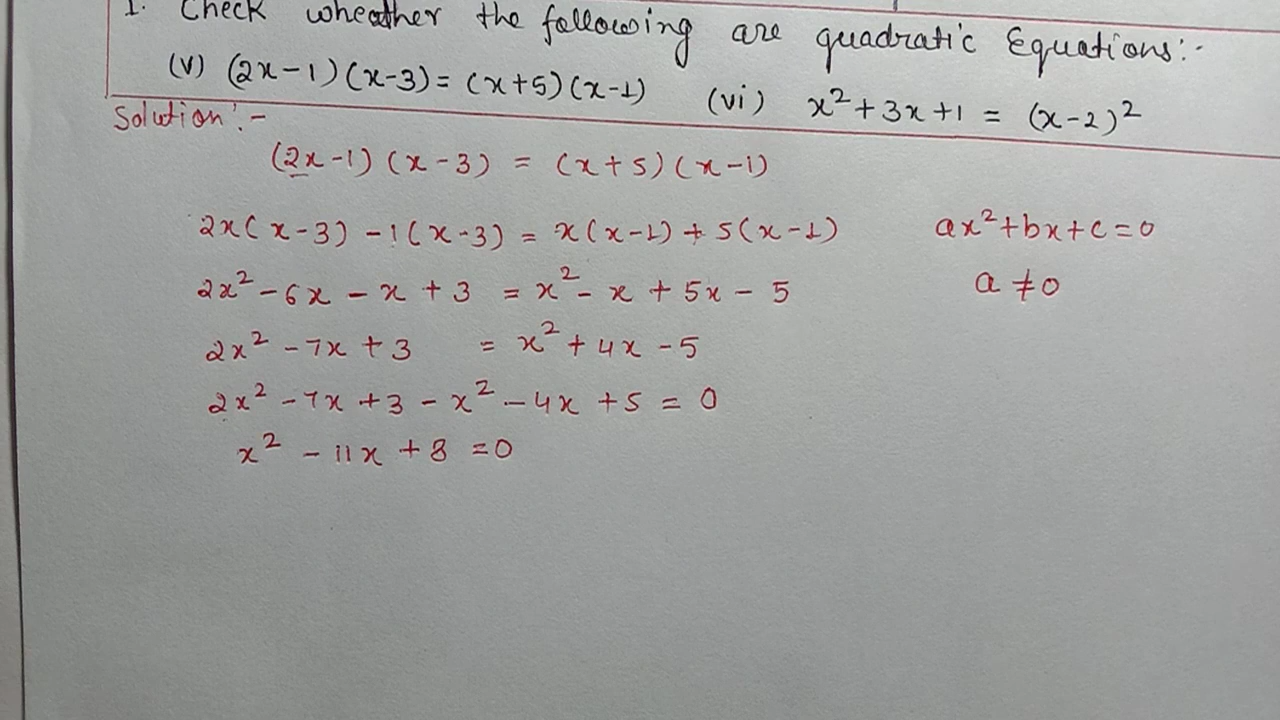 1. Check wheather the following are quadratic Equations:-
(v) (2x-1)(x-3)=(x+5)(x-1) (vi) x²+3x+1 = (x-2)²
Solution:-
(2x-1)(x-3) = (x+5)(x-1)
2x(x-3) -1(x-3) = x(x-1)+5(x-1) ax²+bx+c=0
2x²-6x-x+3 = x²-x+5x-5 a≠0
2x²-7x+3 = x²+4x-5
2x²-7x+3-x²-4x+5=0
x²-11x+8=0